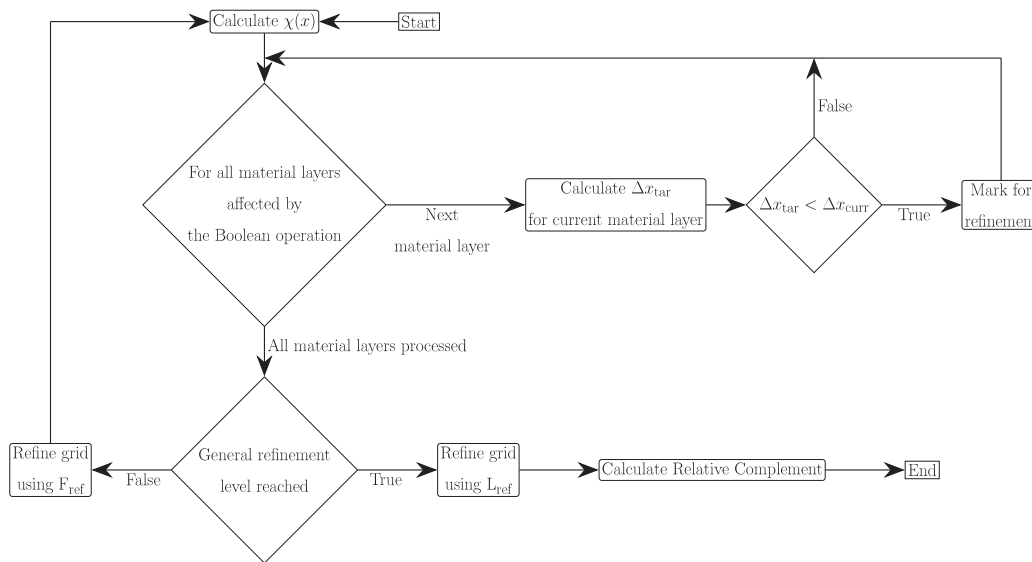 Calculate χ(x)
Start
False
For all material layers
affected by
the Boolean operation
Next
material layer
Calculate Δx_tar
for current material layer
Δx_tar < Δx_curr
True
Mark for
refinement
All material layers processed
Refine grid
using F_ref
False
General refinement
level reached
True
Refine grid
using L_ref
Calculate Relative Complement
End